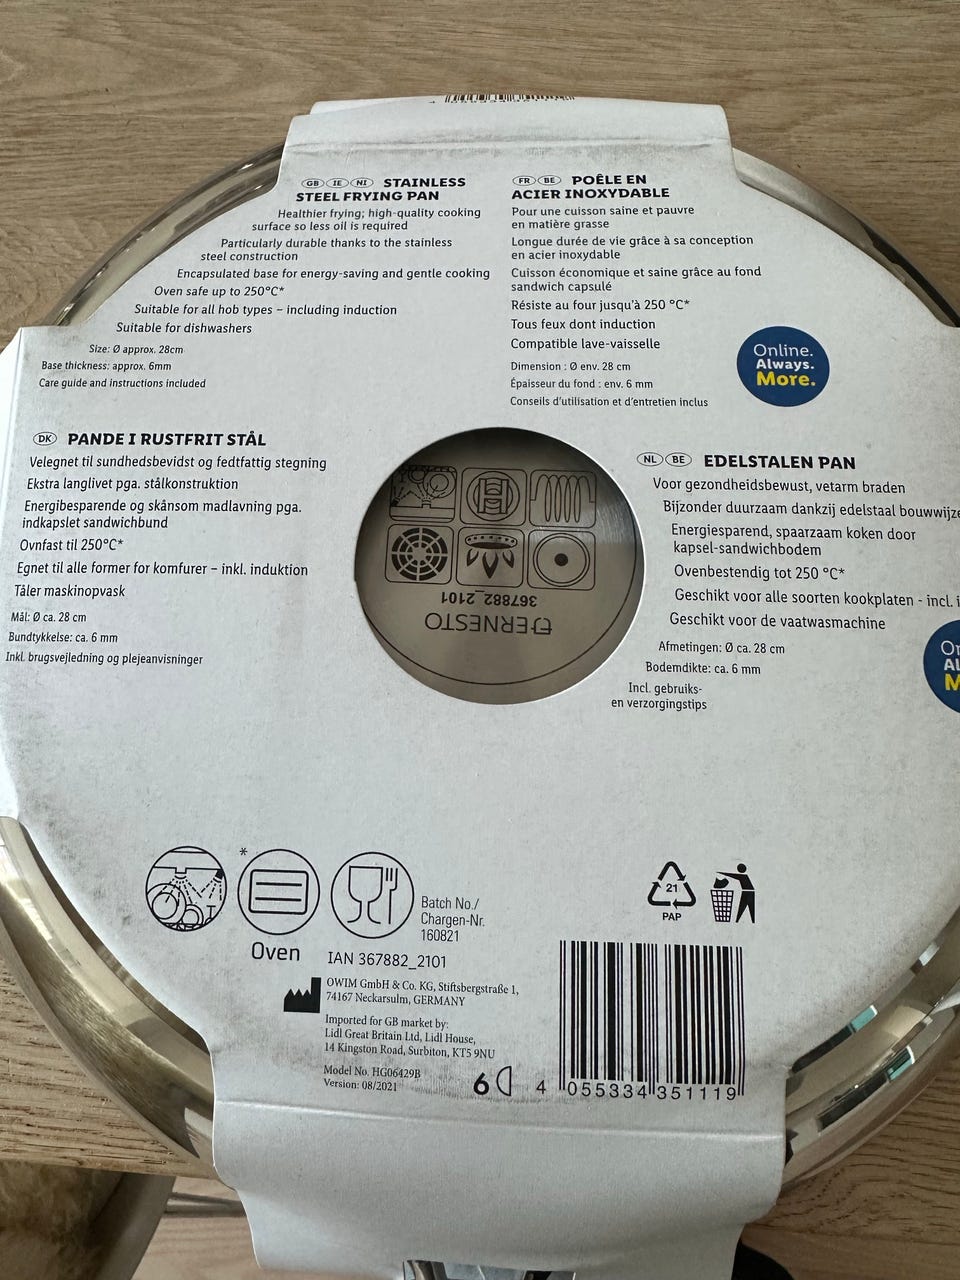 GB IE NI STAINLESS
STEEL FRYING PAN
Healthier frying; high-quality cooking
surface so less oil is required
Particularly durable thanks to the stainless
steel construction
Encapsulated base for energy-saving and gentle cooking
Oven safe up to 250°C*
Suitable for all hob types – including induction
Suitable for dishwashers
Size: Ø approx. 28cm
Base thickness: approx. 6mm
Care guide and instructions included
FR BE POÊLE EN
ACIER INOXYDABLE
Pour une cuisson saine et pauvre
en matière grasse
Longue durée de vie grâce à sa conception
en acier inoxydable
Cuisson économique et saine grâce au fond
sandwich capsulé
Résiste au four jusqu’à 250 °C*
Tous feux dont induction
Compatible lave-vaisselle
Dimension : Ø env. 28 cm
Épaisseur du fond : env. 6 mm
Conseils d’utilisation et d’entretien inclus
Online.
Always.
More.
DK PANDE I RUSTFRIT STÅL
Velegnet til sundhedsbevidst og fedtfattig stegning
Ekstra langlivet pga. stålkonstruktion
Energibesparende og skånsom madlavning pga.
indkapslet sandwichbund
Ovnfast til 250°C*
Egnet til alle former for komfurer – inkl. induktion
Tåler maskinopvask
Mål: Ø ca. 28 cm
Bundtykkelse: ca. 6 mm
Inkl. brugsvejledning og plejeanvisninger
NL BE EDELSTALEN PAN
Voor gezondheidsbewust, vetarm braden
Bijzonder duurzaam dankzij edelstaal bouwwijze
Energiesparend, spaarzaam koken door
kapsel-sandwichbodem
Ovenbestendig tot 250 °C*
Geschikt voor alle soorten kookplaten - incl. i
Geschikt voor de vaatwasmachine
Afmetingen: Ø ca. 28 cm
Bodemdikte: ca. 6 mm
Incl. gebruiks-
en verzorgingstips
On
Al
M
367882_2101
ERNESTO
*
Oven
Batch No./
Chargen-Nr.
160821
IAN 367882_2101
OWIM GmbH & Co. KG, Stiftsbergstraße 1,
74167 Neckarsulm, GERMANY
Imported for GB market by:
Lidl Great Britain Ltd, Lidl House,
14 Kingston Road, Surbiton, KT5 9NU
Model No. HG06429B
Version: 08/2021
6
21
PAP
4 055334 351119